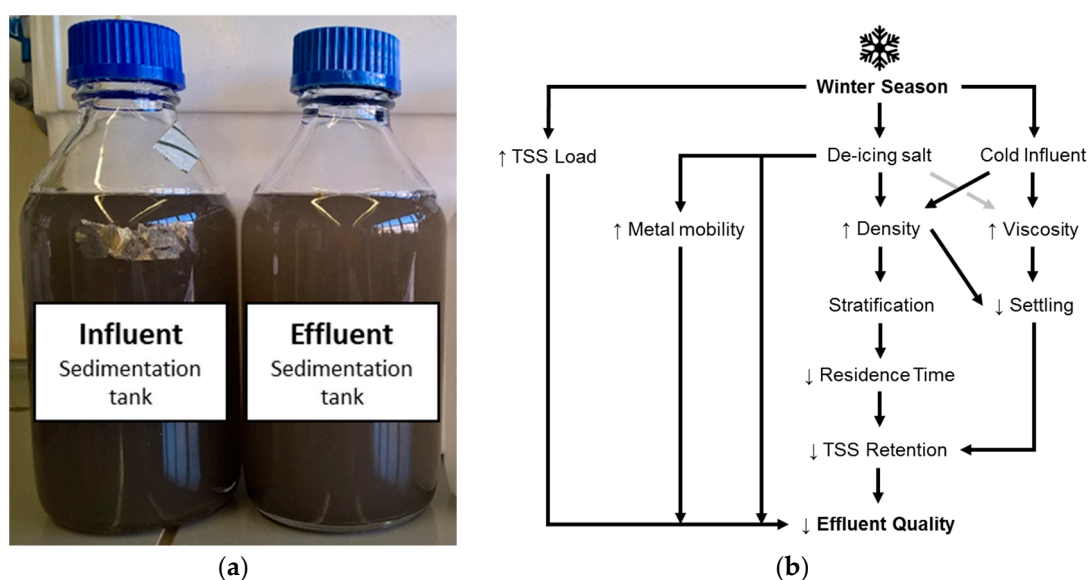 Influent
Sedimentation
tank
Effluent
Sedimentation
tank
(a)
Winter Season
↑ TSS Load
De-icing salt
Cold Influent
↑ Metal mobility
↑ Density
↑ Viscosity
Stratification
↓ Settling
↓ Residence Time
↓ TSS Retention
↓ Effluent Quality
(b)